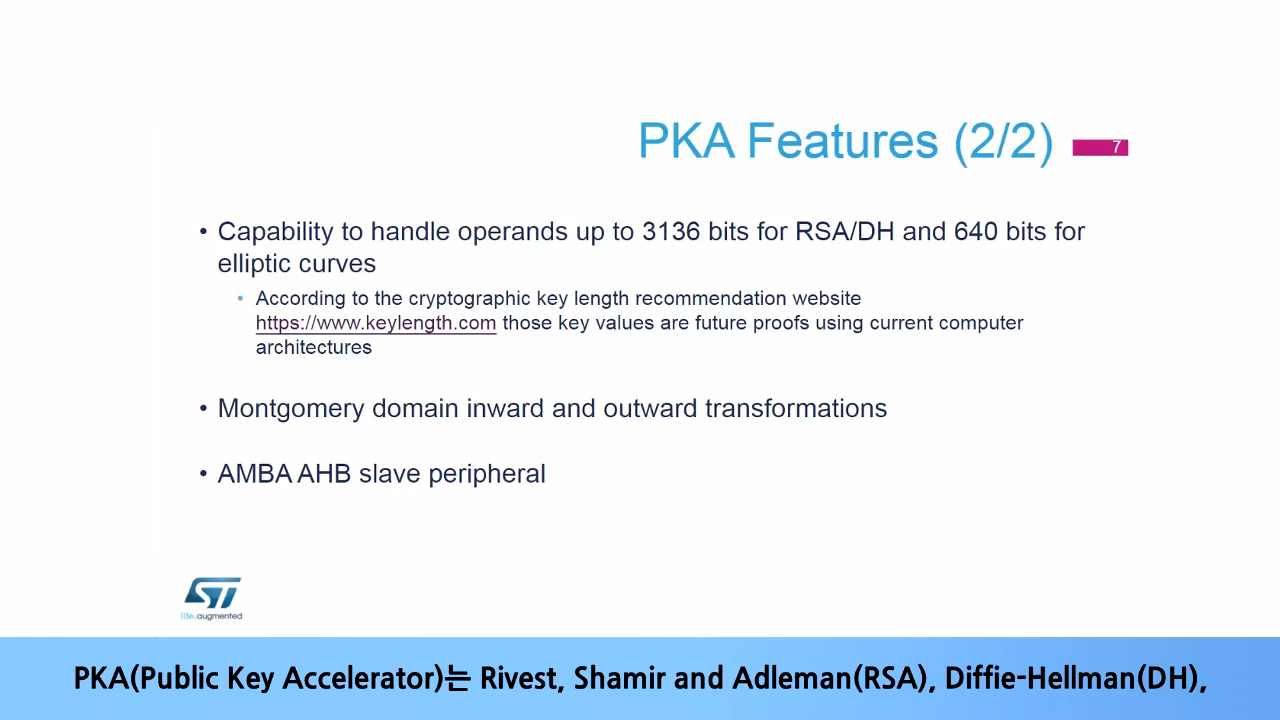 PKA Features (2/2)
7
• Capability to handle operands up to 3136 bits for RSA/DH and 640 bits for
elliptic curves
• According to the cryptographic key length recommendation website
https://www.keylength.com those key values are future proofs using current computer
architectures
• Montgomery domain inward and outward transformations
• AMBA AHB slave peripheral
ST
life.augmented
PKA(Public Key Accelerator)는 Rivest, Shamir and Adleman(RSA), Diffie-Hellman(DH),